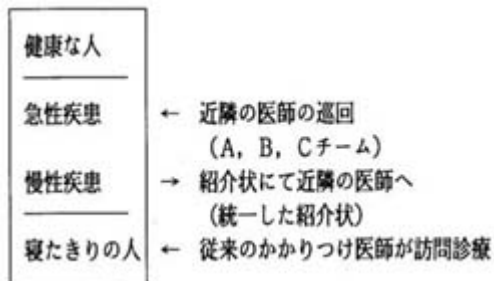 健康な人
急性疾患 ← 近隣の医師の巡回
(A, B, Cチーム)
慢性疾患 → 紹介状にて近隣の医師へ
(統一した紹介状)
寝たきりの人 ← 従来のかかりつけ医師が訪問診療